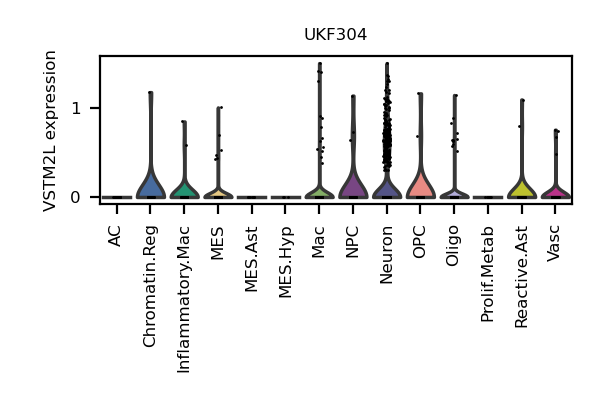 UKF304
VSTM2L expression
1
0
AC
Chromatin.Reg
Inflammatory.Mac
MES
MES.Ast
MES.Hyp
Mac
NPC
Neuron
OPC
Oligo
Prolif.Metab
Reactive.Ast
Vasc